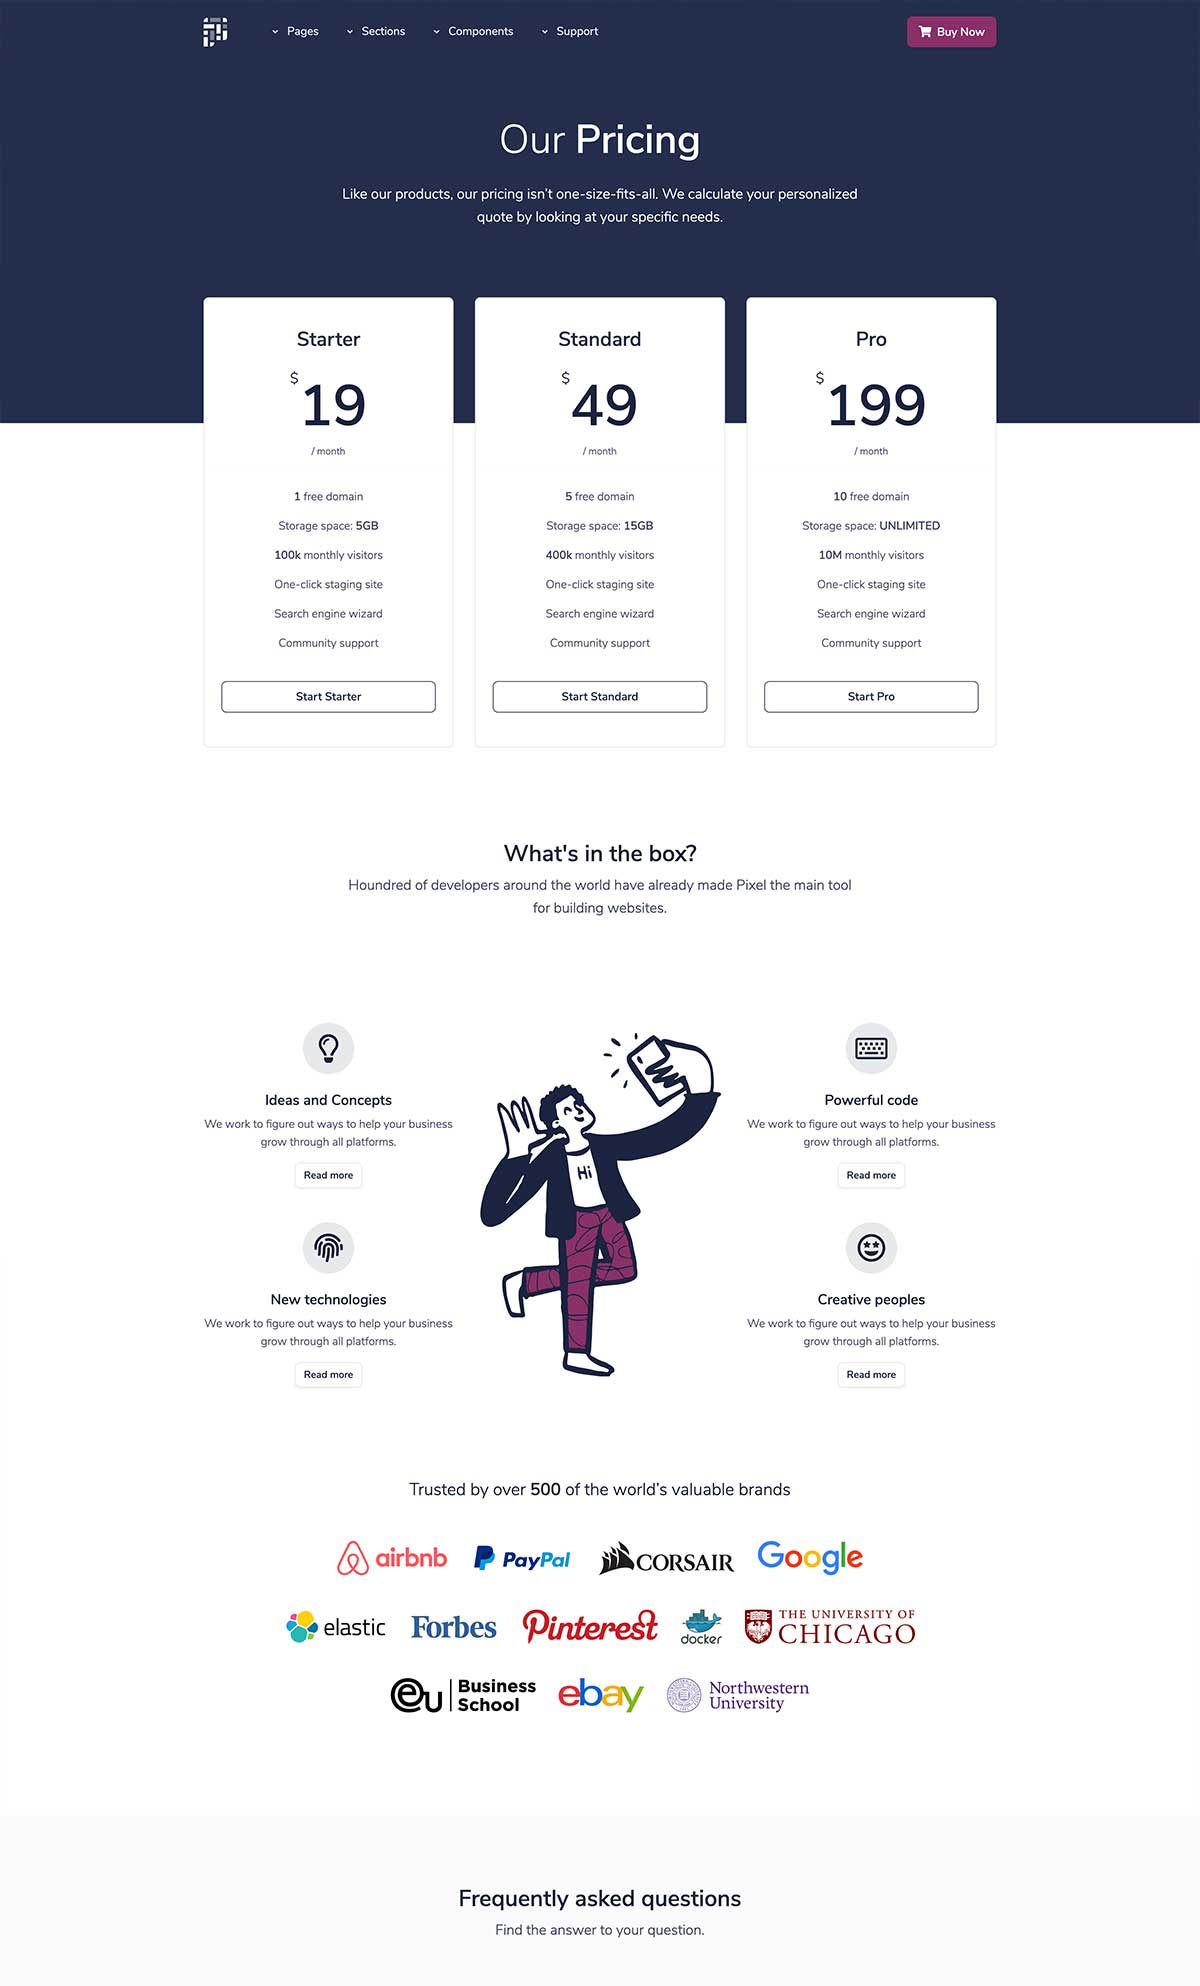 Pages
Sections
Components
Support
Buy Now
Our Pricing
Like our products, our pricing isn't one-size-fits-all. We calculate your personalized
quote by looking at your specific needs.
Starter
$
19
/ month
1 free domain
Storage space: 5GB
100k monthly visitors
One-click staging site
Search engine wizard
Community support
Start Starter
Standard
$
49
/ month
5 free domain
Storage space: 15GB
400k monthly visitors
One-click staging site
Search engine wizard
Community support
Start Standard
Pro
$
199
/ month
10 free domain
Storage space: UNLIMITED
10M monthly visitors
One-click staging site
Search engine wizard
Community support
Start Pro
What's in the box?
Houndred of developers around the world have already made Pixel the main tool
for building websites.
Ideas and Concepts
We work to figure out ways to help your business
grow through all platforms.
Read more
New technologies
We work to figure out ways to help your business
grow through all platforms.
Read more
Hi
Powerful code
We work to figure out ways to help your business
grow through all platforms.
Read more
Creative peoples
We work to figure out ways to help your business
grow through all platforms.
Read more
Trusted by over 500 of the world's valuable brands
airbnb
PayPal
CORSAIR
Google
elastic
Forbes
Pinterest
docker
THE UNIVERSITY OF
CHICAGO
eu Business
School
ebay
Northwestern
University
Frequently asked questions
Find the answer to your question.